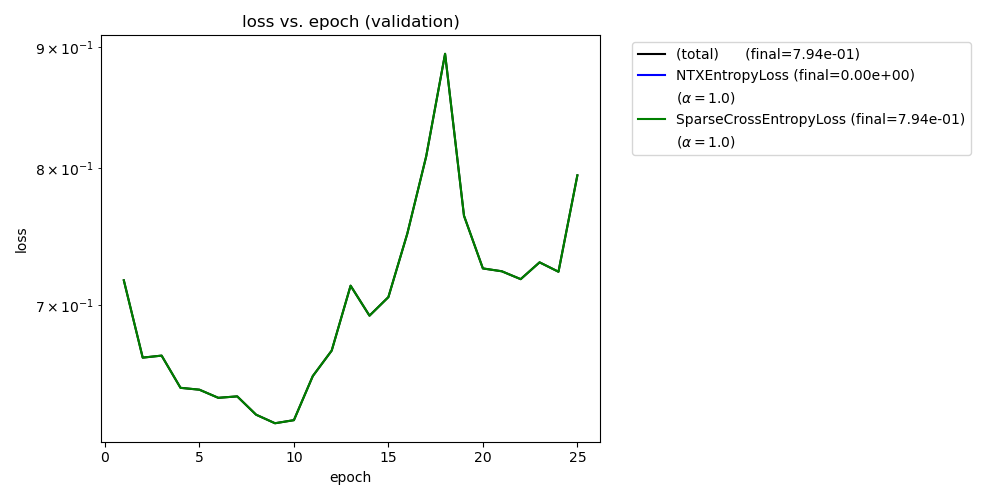 loss vs. epoch (validation)
9 × 10⁻¹
8 × 10⁻¹
7 × 10⁻¹
loss
0 5 10 15 20 25
epoch
(total) (final=7.94e-01)
NTXEntropyLoss (final=0.00e+00)
(α = 1.0)
SparseCrossEntropyLoss (final=7.94e-01)
(α = 1.0)